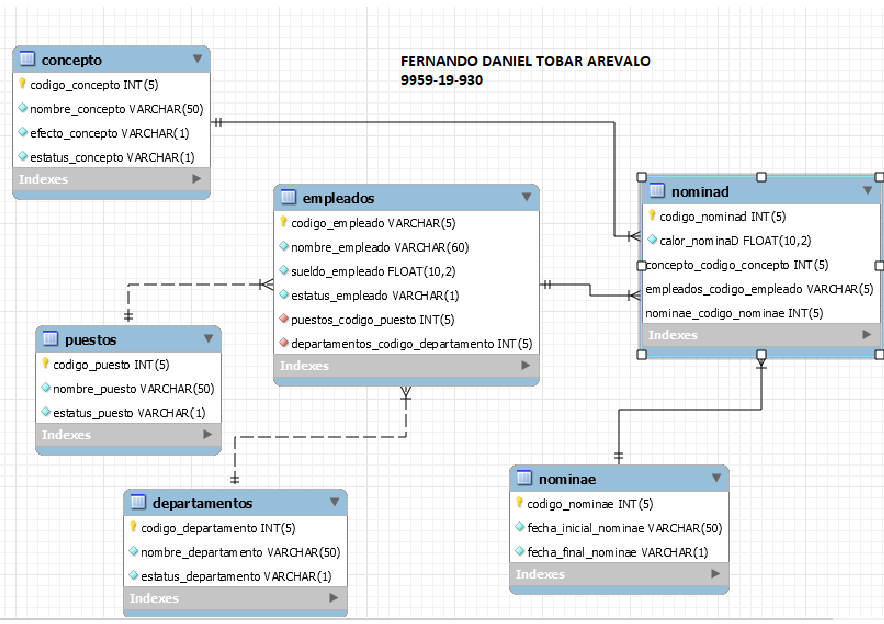 FERNANDO DANIEL TOBAR AREVALO
9959-19-930
concepto
codigo_concepto INT(5)
nombre_concepto VARCHAR(50)
efecto_concepto VARCHAR(1)
estatus_concepto VARCHAR(1)
Indexes
empleados
codigo_empleado VARCHAR(5)
nombre_empleado VARCHAR(60)
sueldo_empleado FLOAT(10,2)
estatus_empleado VARCHAR(1)
puestos_codigo_puesto INT(5)
departamentos_codigo_departamento INT(5)
Indexes
nominad
codigo_nominad INT(5)
calor_nominaD FLOAT(10,2)
concepto_codigo_concepto INT(5)
empleados_codigo_empleado VARCHAR(5)
nominae_codigo_nominae INT(5)
Indexes
puestos
codigo_puesto INT(5)
nombre_puesto VARCHAR(50)
estatus_puesto VARCHAR(1)
Indexes
departamentos
codigo_departamento INT(5)
nombre_departamento VARCHAR(50)
estatus_departamento VARCHAR(1)
Indexes
nominae
codigo_nominae INT(5)
fecha_inicial_nominae VARCHAR(50)
fecha_final_nominae VARCHAR(1)
Indexes